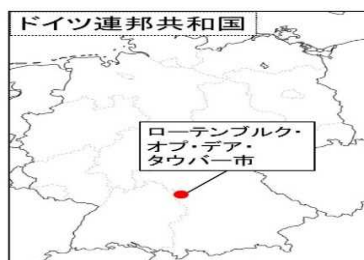 ドイツ連邦共和国
ローテンブルク・
オプ・デア・
タウバー市